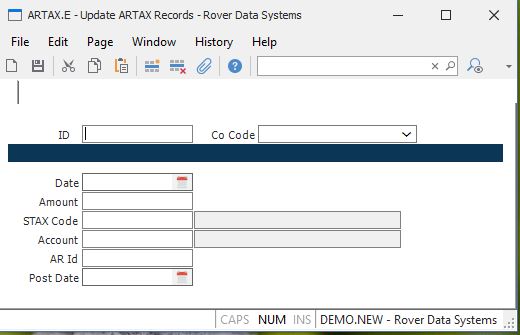 ARTAX.E - Update ARTAX Records - Rover Data Systems
File Edit Page Window History Help
ID Co Code
Date
Amount
STAX Code
Account
AR Id
Post Date
CAPS NUM INS DEMO.NEW - Rover Data Systems